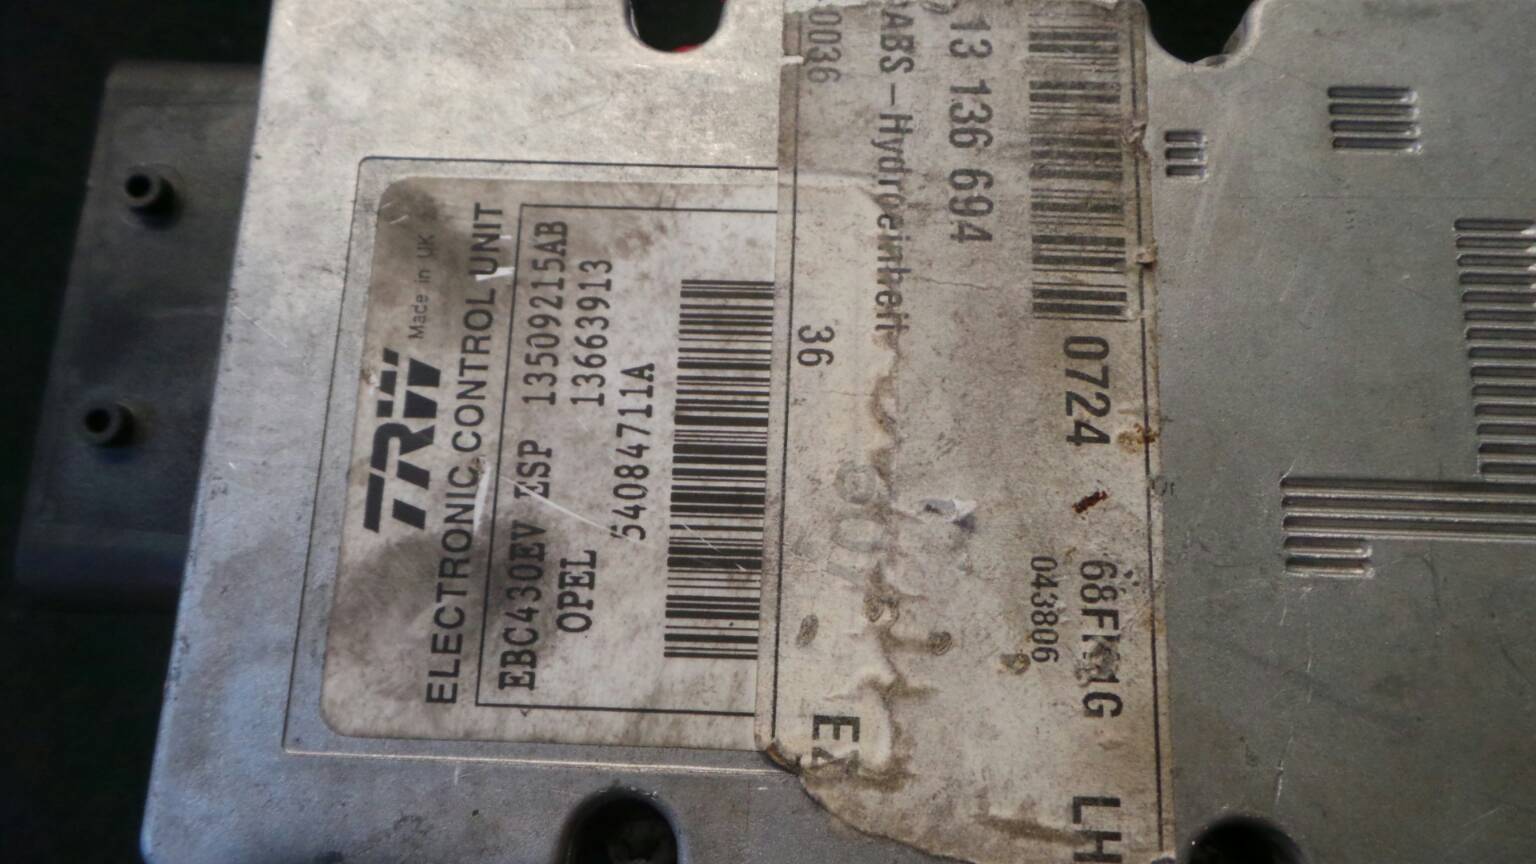 TRW Made in UK
ELECTRONIC CONTROL UNIT
EBC430EV ESP 13509215AB
OPEL 13663913
54084711A
36
ABS-Hydroeinheit
13 136 694
0036
0724
043806
LH